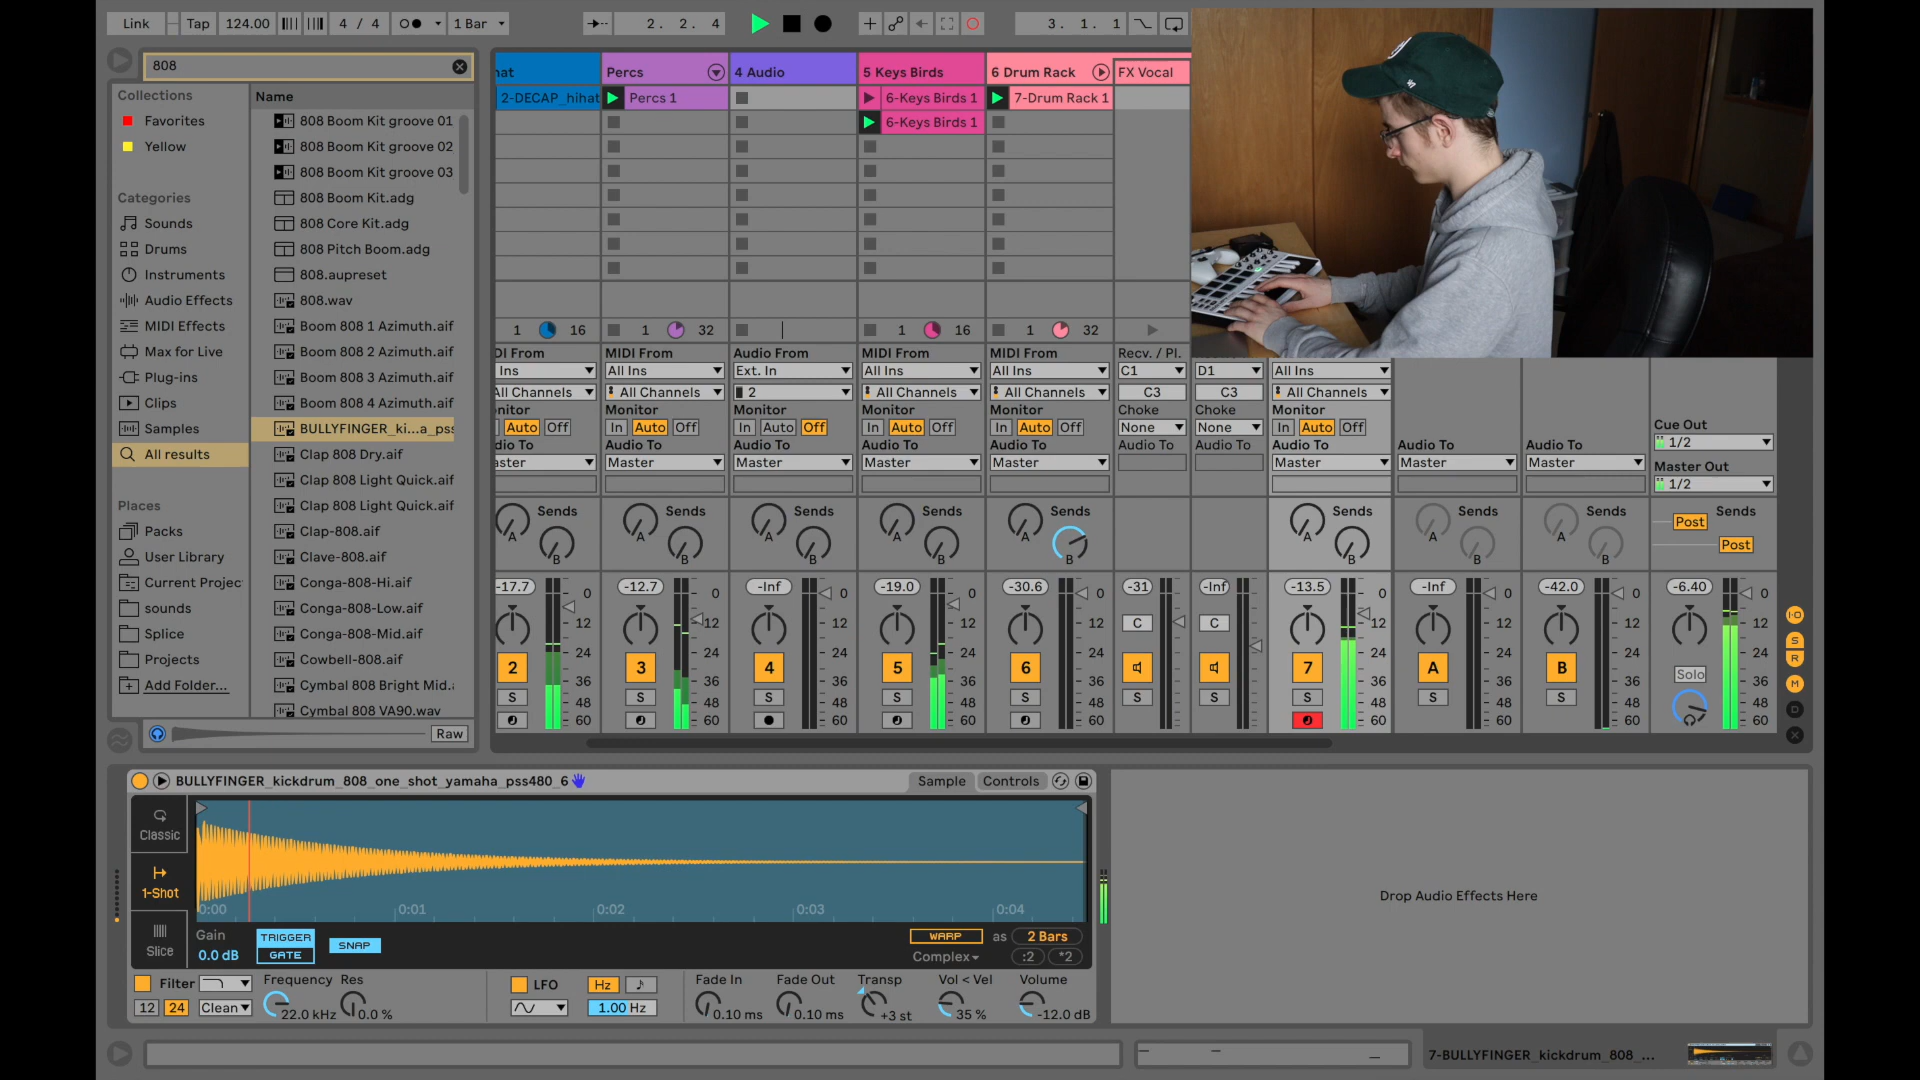 Link
Tap
124.00
4 / 4
1 Bar
2. 2. 4
3. 1. 1
808
Collections
Favorites
Yellow
Categories
Sounds
Drums
Instruments
Audio Effects
MIDI Effects
Max for Live
Plug-ins
Clips
Samples
All results
Places
Packs
User Library
Current Projec
sounds
Splice
Projects
Add Folder...
Name
808 Boom Kit groove 01
808 Boom Kit groove 02
808 Boom Kit groove 03
808 Boom Kit.adg
808 Core Kit.adg
808 Pitch Boom.adg
808.aupreset
808.wav
Boom 808 1 Azimuth.aif
Boom 808 2 Azimuth.aif
Boom 808 3 Azimuth.aif
Boom 808 4 Azimuth.aif
BULLYFINGER_ki...a_pss
Clap 808 Dry.aif
Clap 808 Light Quick.aif
Clap 808 Light Quick.aif
Clap-808.aif
Clave-808.aif
Conga-808-Hi.aif
Conga-808-Low.aif
Conga-808-Mid.aif
Cowbell-808.aif
Cymbal 808 Bright Mid.
Cymbal 808 VA90.wav
Raw
hat Percs 4 Audio 5 Keys Birds 6 Drum Rack FX Vocal
2-DECAP_hihat Percs 1 6-Keys Birds 1 7-Drum Rack 1
6-Keys Birds 1
1 16 1 32 1 16 1 32
DI From MIDI From Audio From MIDI From MIDI From Recv. / Pl.
Ins All Ins Ext. In All Ins All Ins C1 D1 All Ins
All Channels All Channels 2 All Channels All Channels C3 C3 All Channels
nitor Monitor Monitor Monitor Monitor Choke Choke Monitor
Auto Off In Auto Off In Auto Off In Auto Off In Auto Off None None In Auto Off
dio To Audio To Audio To Audio To Audio To Audio To Audio To Audio To Audio To Audio To
aster Master Master Master Master Master Master Master
Cue Out
1/2
Master Out
1/2
Sends Sends Sends Sends Sends Sends Sends Sends Sends
A A A A A A A A Post
B B B B B B B B Post
-17.7 0 -12.7 0 -Inf 0 -19.0 0 -30.6 0 -31 -Inf -13.5 0 -Inf 0 -42.0 0 -6.40 0
12 12 12 12 12 C C 12 12 12 12
24 24 24 24 24 24 24 24 24
2 3 4 5 6 7 A B Solo
36 36 36 36 36 36 36 36 36
S S S S S S S S S S
48 48 48 48 48 48 48 48 48
60 60 60 60 60 60 60 60 60
I·O
S
R
M
D
BULLYFINGER_kickdrum_808_one_shot_yamaha_pss480_6
Sample
Controls
Classic
1-Shot
Slice
0:00 0:01 0:02 0:03 0:04
Gain
0.0 dB
TRIGGER
GATE
SNAP
WARP as 2 Bars
Complex :2 *2
Filter Frequency Res
12 24 Clean 22.0 kHz 0.0 %
LFO Hz
1.00 Hz
Fade In Fade Out Transp Vol < Vel Volume
0.10 ms 0.10 ms +3 st 35 % -12.0 dB
Drop Audio Effects Here
7-BULLYFINGER_kickdrum_808_...